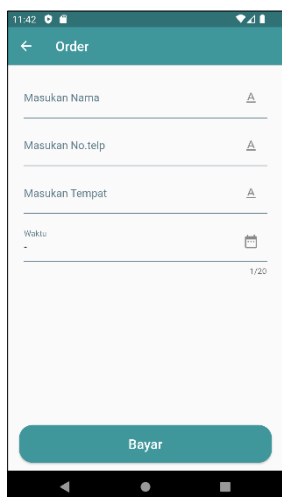 11:42
Order
Masukan Nama
Masukan No.telp
Masukan Tempat
Waktu
-
1/20
Bayar